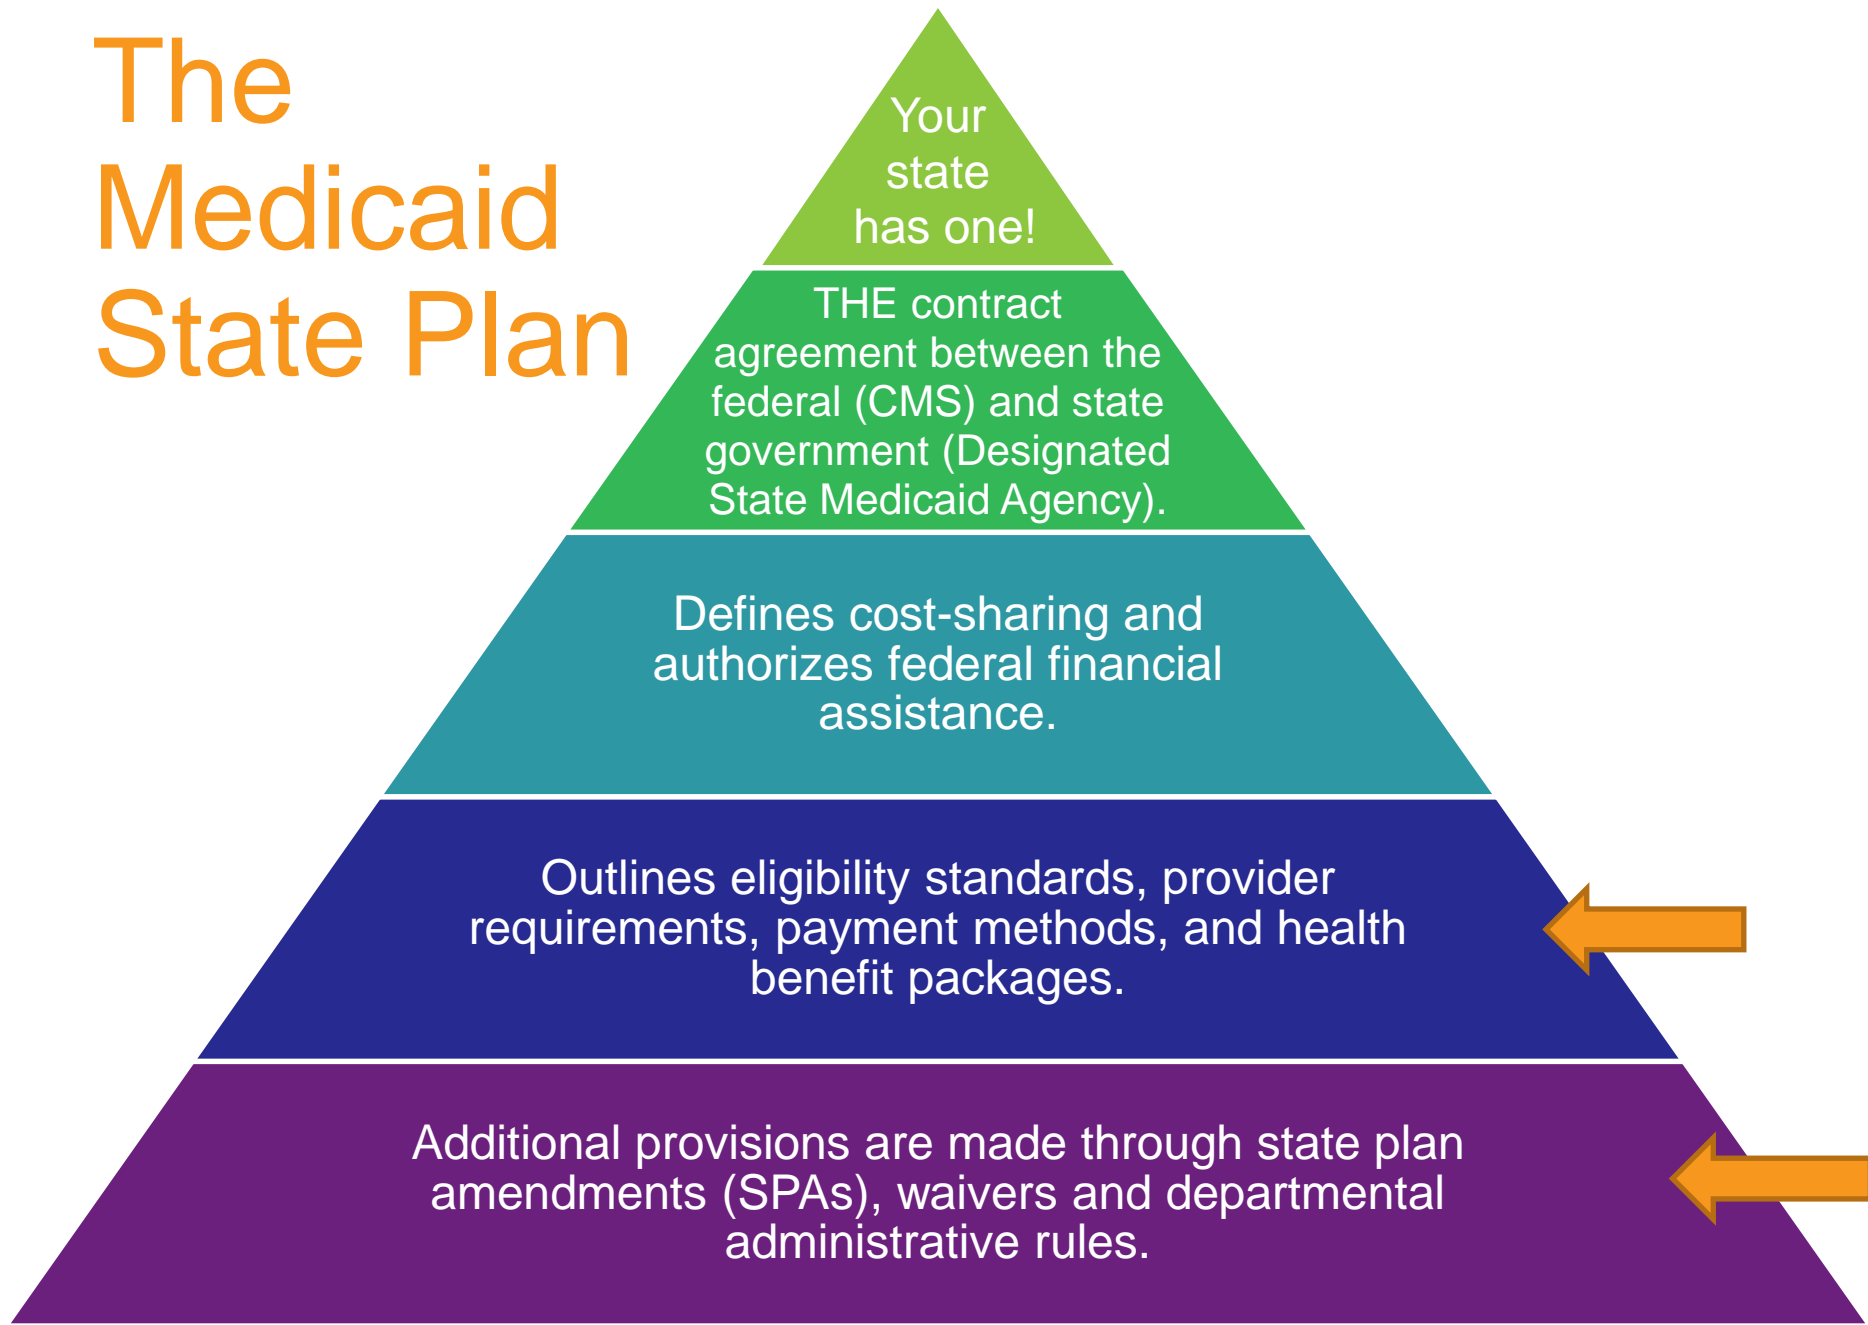 The
Medicaid
State Plan
Your
state
has one!
THE contract
agreement between the
federal (CMS) and state
government (Designated
State Medicaid Agency).
Defines cost-sharing and
authorizes federal financial
assistance.
Outlines eligibility standards, provider
requirements, payment methods, and health
benefit packages.
Additional provisions are made through state plan
amendments (SPAs), waivers and departmental
administrative rules.